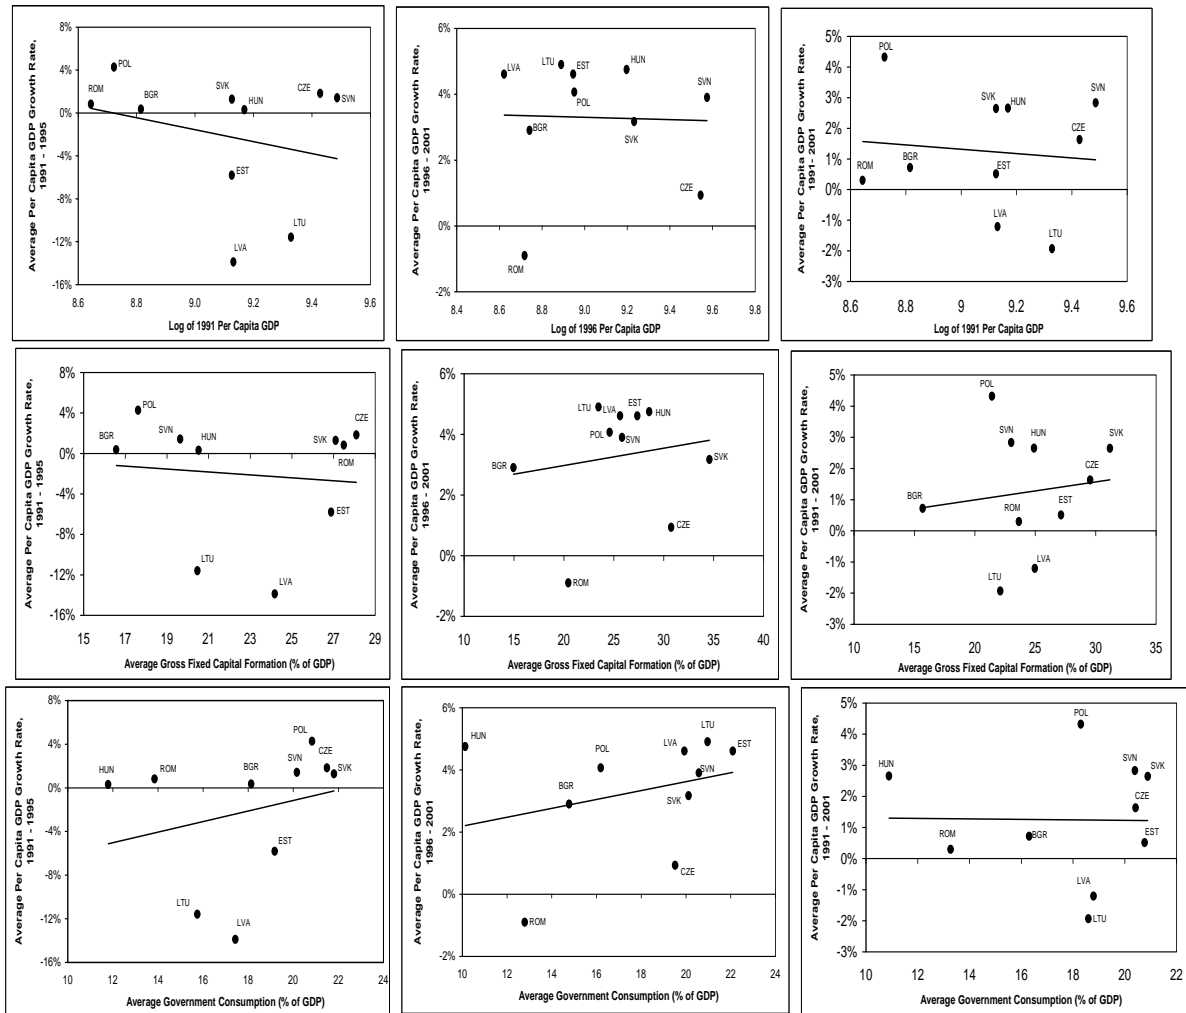 Average Per Capita GDP Growth Rate,
1991 - 1995
8%
4%
0%
-4%
-8%
-12%
-16%
POL
ROM
BGR
SVK
HUN
CZE
SVN
EST
LTU
LVA
8.6
8.8
9.0
9.2
9.4
9.6
Log of 1991 Per Capita GDP
Average Per Capita GDP Growth Rate,
1996 - 2001
6%
4%
2%
0%
-2%
LVA
LTU
EST
POL
HUN
SVN
BGR
SVK
CZE
ROM
8.4
8.6
8.8
9.0
9.2
9.4
9.6
9.8
Log of 1996 Per Capita GDP
Average Per Capita GDP Growth Rate,
1991- 2001
5%
4%
3%
2%
1%
0%
-1%
-2%
-3%
POL
SVK
HUN
SVN
CZE
ROM
BGR
EST
LVA
LTU
8.6
8.8
9
9.2
9.4
9.6
Log of 1991 Per Capita GDP
Average Per Capita GDP Growth Rate,
1991 - 1995
8%
4%
0%
-4%
-8%
-12%
-16%
POL
BGR
SVN
HUN
SVK
CZE
ROM
EST
LTU
LVA
15
17
19
21
23
25
27
29
Average Gross Fixed Capital Formation (% of GDP)
Average Per Capita GDP Growth Rate,
1996 - 2001
6%
4%
2%
0%
-2%
LTU
LVA
EST
HUN
POL
SVN
BGR
SVK
CZE
ROM
10
15
20
25
30
35
40
Average Gross Fixed Capital Formation (% of GDP)
Average Per Capita GDP Growth Rate,
1991 - 2001
5%
4%
3%
2%
1%
0%
-1%
-2%
-3%
POL
SVN
HUN
SVK
CZE
BGR
ROM
EST
LVA
LTU
10
15
20
25
30
35
Average Gross Fixed Capital Formation (% of GDP)
Average Per Capita GDP Growth Rate,
1991 - 1995
8%
4%
0%
-4%
-8%
-12%
-16%
HUN
ROM
BGR
SVN
POL
CZE
SVK
EST
LTU
LVA
10
12
14
16
18
20
22
24
Average Government Consumption (% of GDP)
Average Per Capita GDP Growth Rate,
1996 - 2001
6%
4%
2%
0%
-2%
HUN
POL
LVA
LTU
EST
BGR
SVN
SVK
CZE
ROM
10
12
14
16
18
20
22
24
Average Government Consumption (% of GDP)
Average Per Capita GDP Growth Rate,
1991 - 2001
5%
4%
3%
2%
1%
0%
-1%
-2%
-3%
POL
HUN
SVN
SVK
CZE
ROM
BGR
EST
LVA
LTU
10
12
14
16
18
20
22
Average Government Consumption (% of GDP)